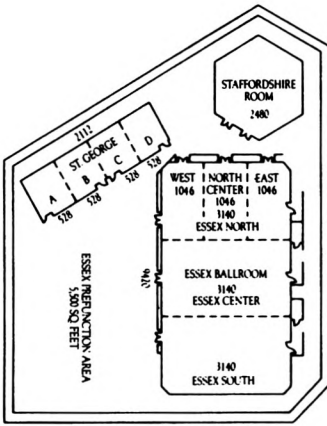 STAFFORDSHIRE
ROOM
2480
2112
ST. GEORGE
A
B
C
D
528
528
528
528
WEST
1046
NORTH
CENTER
1046
EAST
1046
3140
ESSEX NORTH
ESSEX BALLROOM
3140
ESSEX CENTER
3140
ESSEX SOUTH
ESSEX PREFUNCTION AREA
5,500 SQ FEET